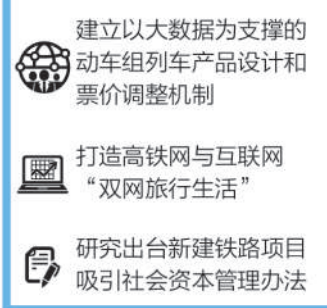 建立以大数据为支撑的
动车组列车产品设计和
票价调整机制
打造高铁网与互联网
“双网旅行生活”
研究出台新建铁路项目
吸引社会资本管理办法